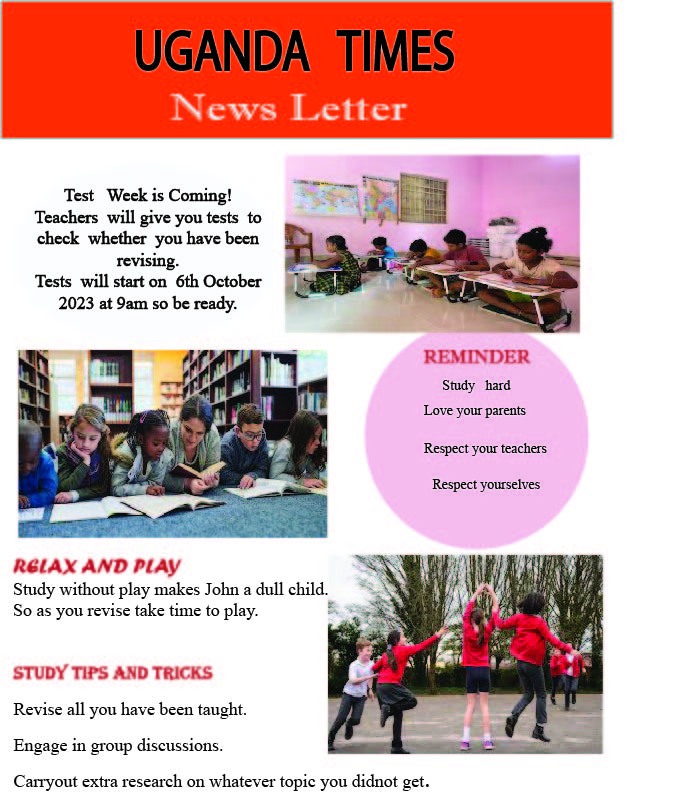 UGANDA TIMES
News Letter
Test Week is Coming!
Teachers will give you tests to
check whether you have been
revising.
Tests will start on 6th October
2023 at 9am so be ready.
REMINDER
Study hard
Love your parents
Respect your teachers
Respect yourselves
RELAX AND PLAY
Study without play makes John a dull child.
So as you revise take time to play.
STUDY TIPS AND TRICKS
Revise all you have been taught.
Engage in group discussions.
Carryout extra research on whatever topic you didnot get.